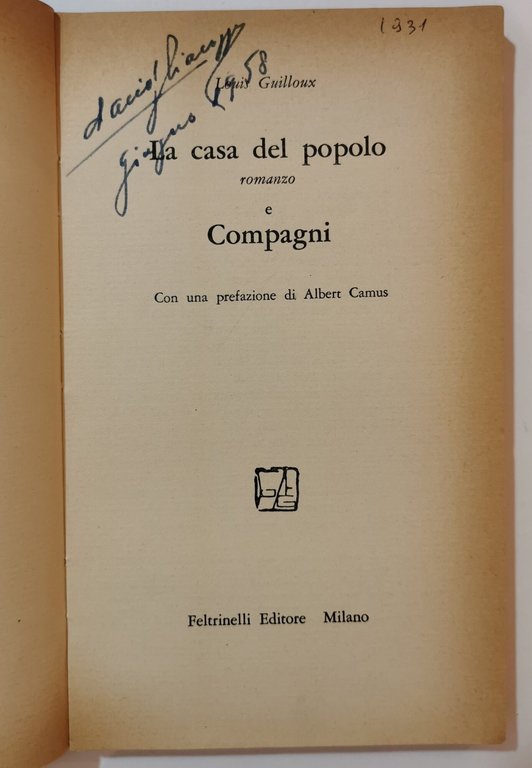 1931
giugno 1958
Louis Guilloux
La casa del popolo
romanzo
e
Compagni
Con una prefazione di Albert Camus
Feltrinelli Editore Milano